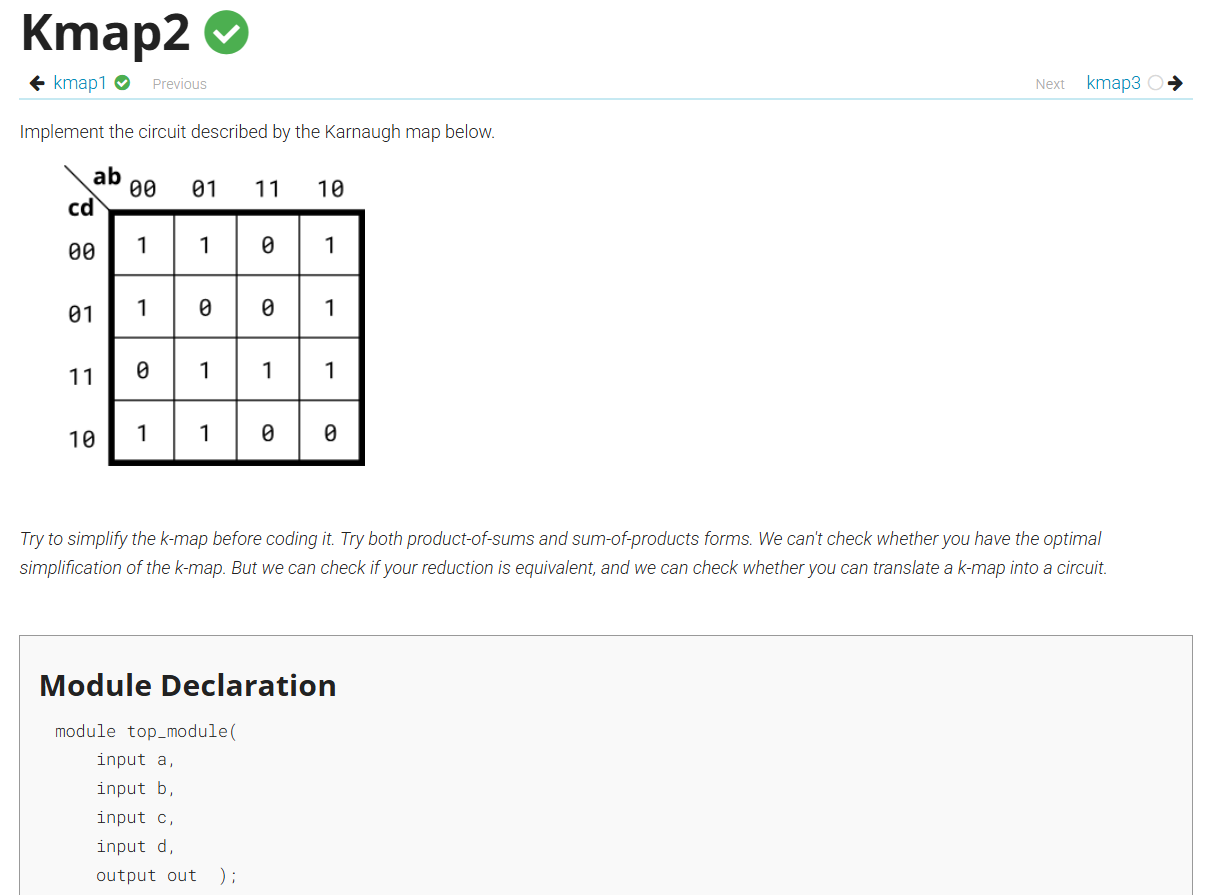 Kmap2
kmap1 Previous Next kmap3
Implement the circuit described by the Karnaugh map below.
ab 00 01 11 10
cd
00 1 1 0 1
01 1 0 0 1
11 0 1 1 1
10 1 1 0 0
Try to simplify the k-map before coding it. Try both product-of-sums and sum-of-products forms. We can't check whether you have the optimal
simplification of the k-map. But we can check if your reduction is equivalent, and we can check whether you can translate a k-map into a circuit.
Module Declaration
module top_module(
input a,
input b,
input c,
input d,
output out );